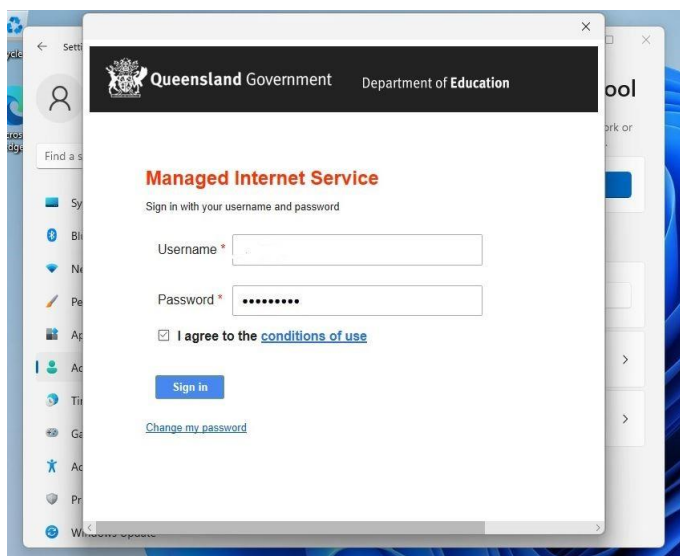 Setti
Queensland Government
Department of Education
ool
ork or
Find a s
Managed Internet Service
Sign in with your username and password
Sy
Username *
Bl
Ne
Password *
Pe
I agree to the conditions of use
Ap
Ac
Sign in
Ti
Change my password
Ga
Ac
Pr
Windows Update